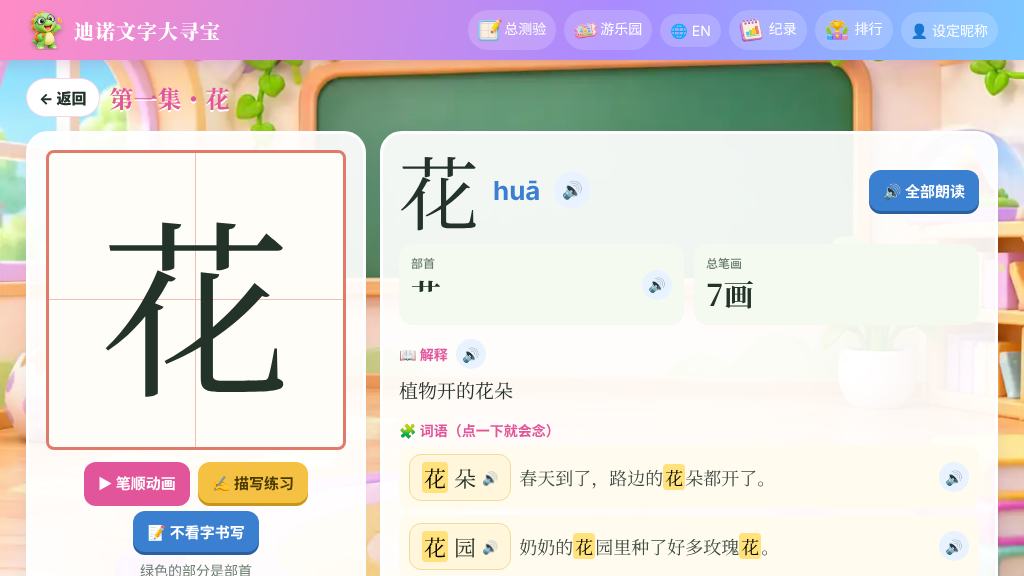 迪诺文字大寻宝
📝 总测验
🎟️ 游乐园
🌐 EN
📅 纪录
排行
👤 设定昵称
← 返回
第一集·花
花
▶ 笔顺动画
✍️ 描写练习
📝 不看字书写
绿色的部分是部首
花 huā 🔊
🔊 全部朗读
部首
艹 🔊
总笔画
7画
📖 解释 🔊
植物开的花朵
🧩 词语（点一下就会念）
花朵 🔊 春天到了，路边的花朵都开了。 🔊
花园 🔊 奶奶的花园里种了好多玫瑰花。 🔊